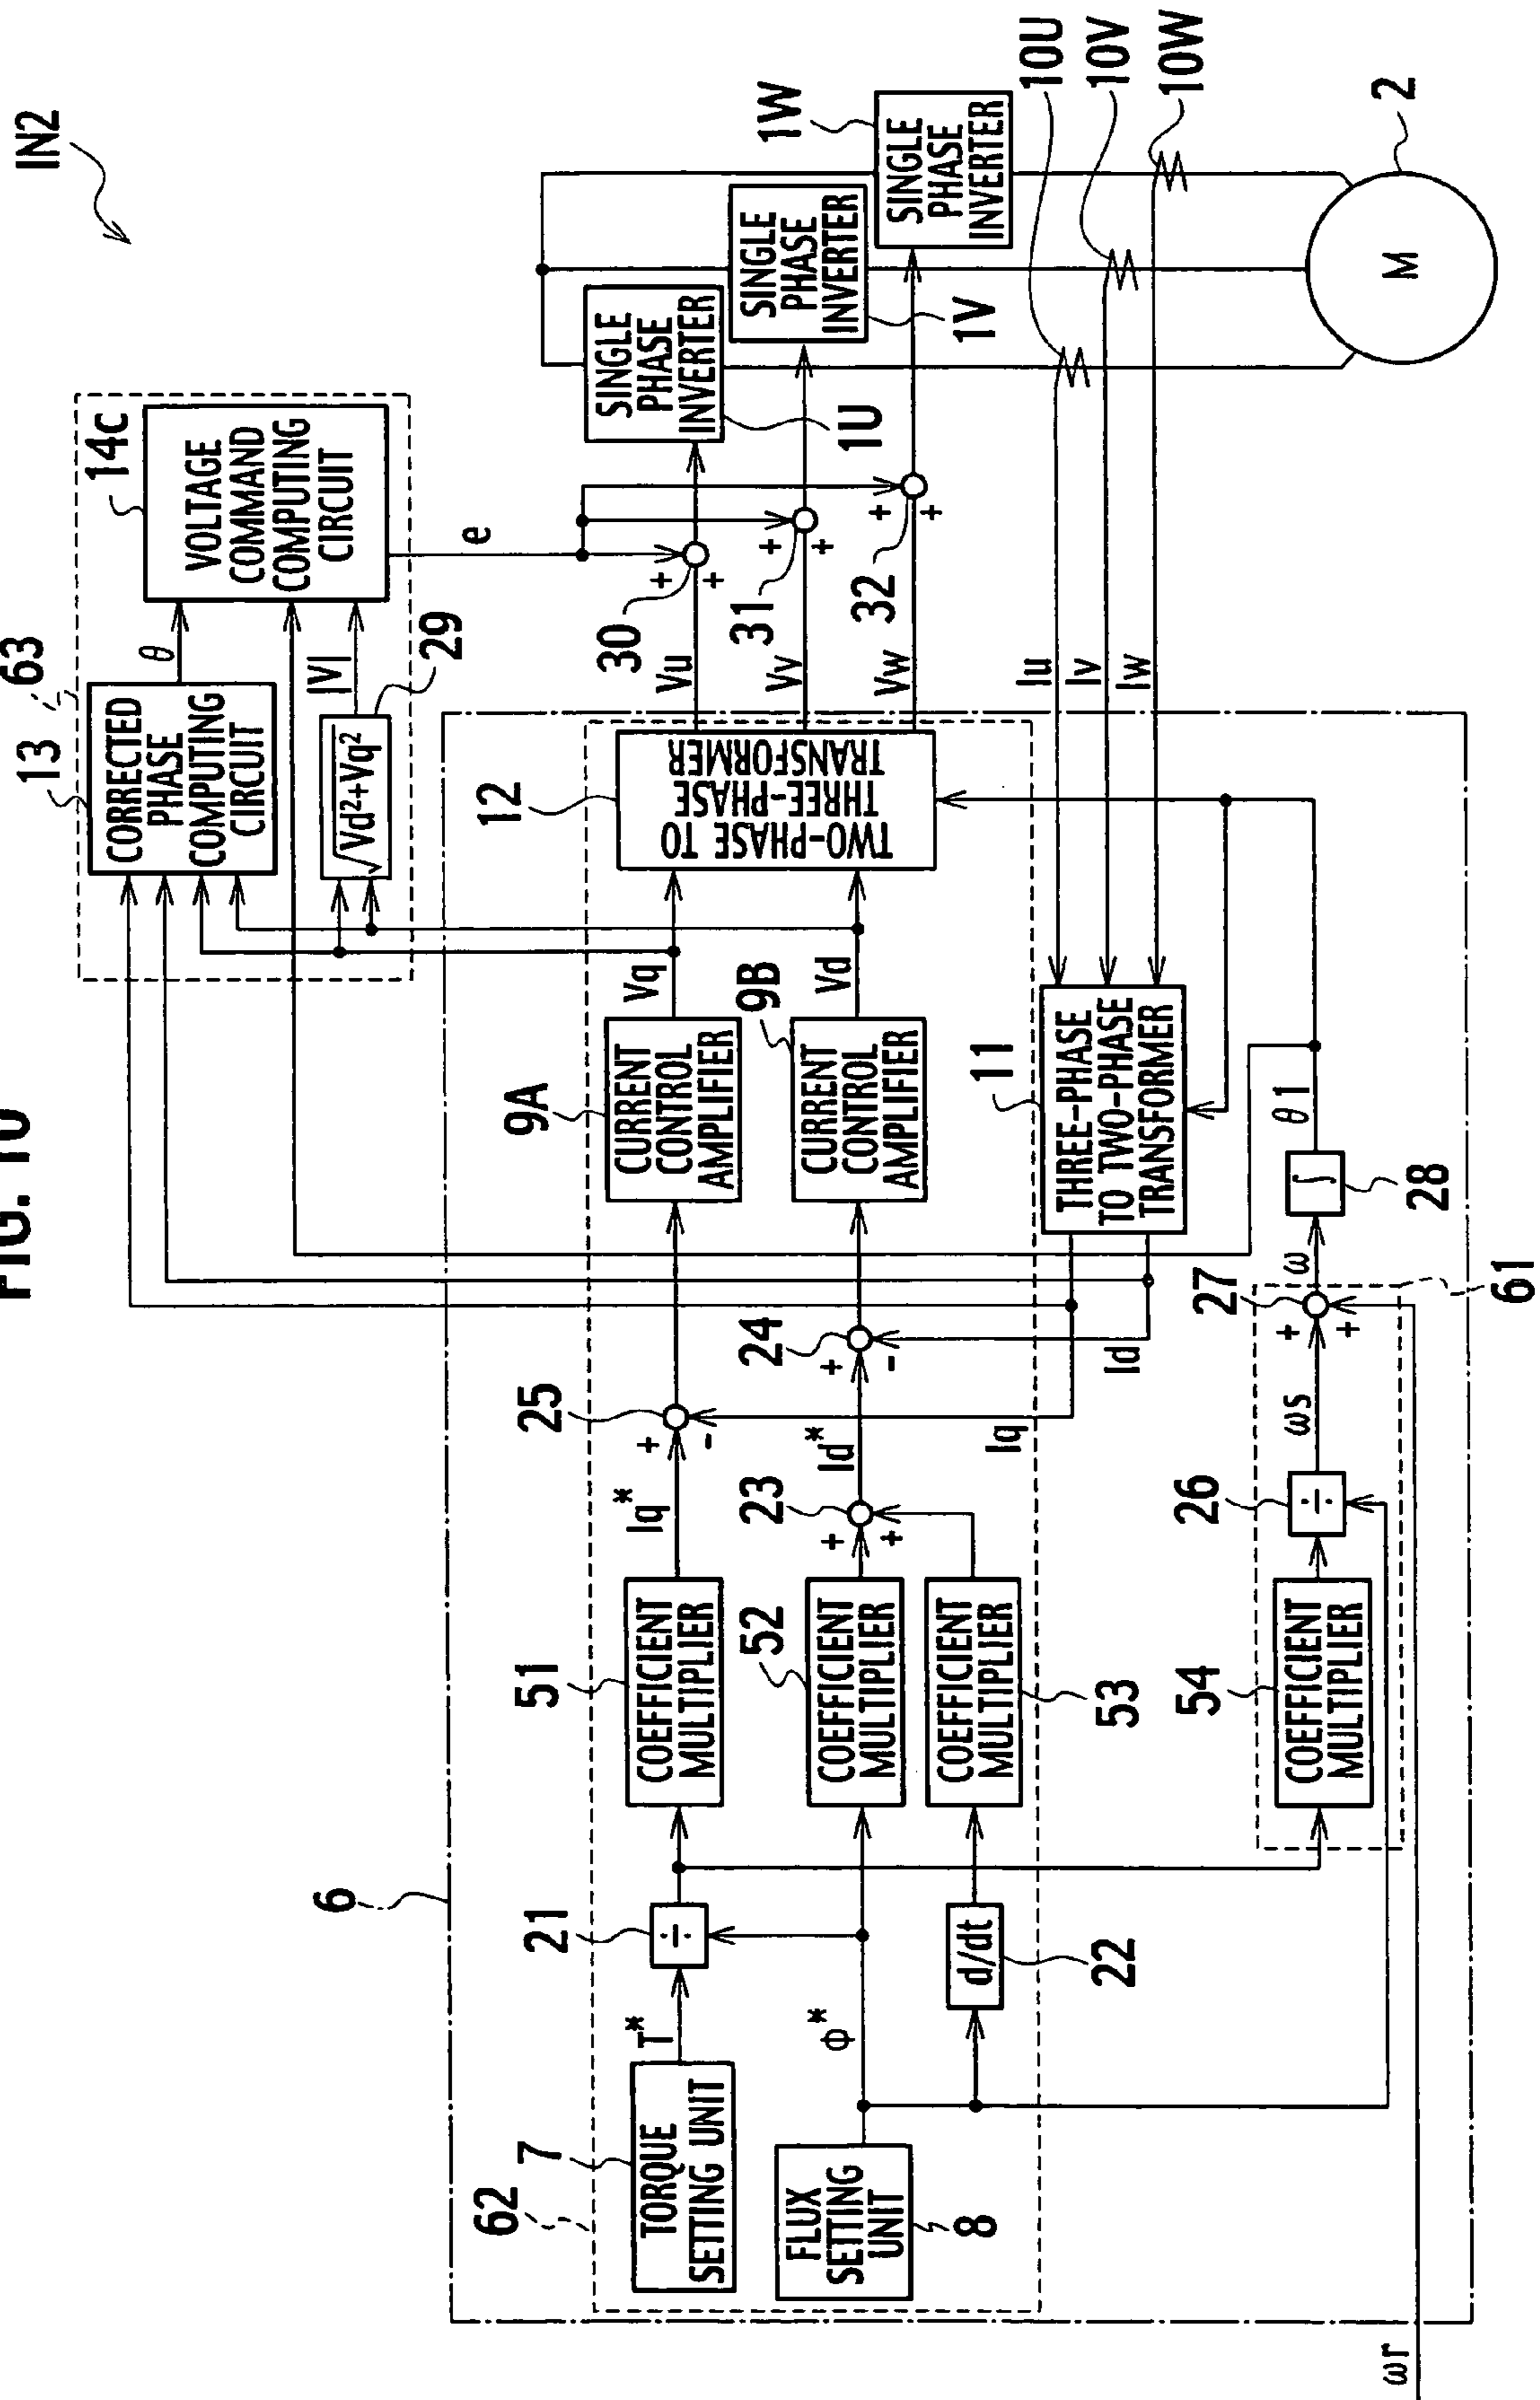 IN2
63
13
CORRECTED
PHASE
COMPUTING
CIRCUIT
θ
14c
VOLTAGE
COMMAND
COMPUTING
CIRCUIT
|V|
√Vd²+Vq²
29
e
6
62
7
TORQUE
SETTING UNIT
T*
21
÷
51
COEFFICIENT
MULTIPLIER
Iq*
25
+
-
9A
CURRENT
CONTROL
AMPLIFIER
Vq
12
TWO-PHASE TO
THREE-PHASE
TRANSFORMER
Vu
30
+
+
1U
SINGLE
PHASE
INVERTER
8
FLUX
SETTING
UNIT
φ*
52
COEFFICIENT
MULTIPLIER
23
+
+
Id*
24
+
-
9B
CURRENT
CONTROL
AMPLIFIER
Vd
Vv
31
+
+
1V
SINGLE
PHASE
INVERTER
22
d/dt
53
COEFFICIENT
MULTIPLIER
Iq
Id
Vw
32
+
+
1W
SINGLE
PHASE
INVERTER
11
THREE-PHASE
TO TWO-PHASE
TRANSFORMER
Iu
Iv
Iw
10U
10V
10W
54
COEFFICIENT
MULTIPLIER
26
÷
ωs
27
+
+
ω
28
∫
θ1
61
ωr
2
M